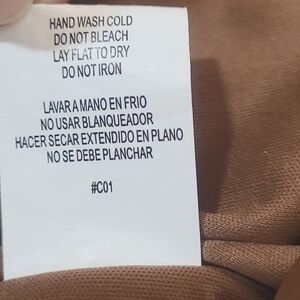 HAND WASH COLD
DO NOT BLEACH
LAY FLAT TO DRY
DO NOT IRON
LAVAR A MANO EN FRIO
NO USAR BLANQUEADOR
HACER SECAR EXTENDIDO EN PLANO
NO SE DEBE PLANCHAR
#C01